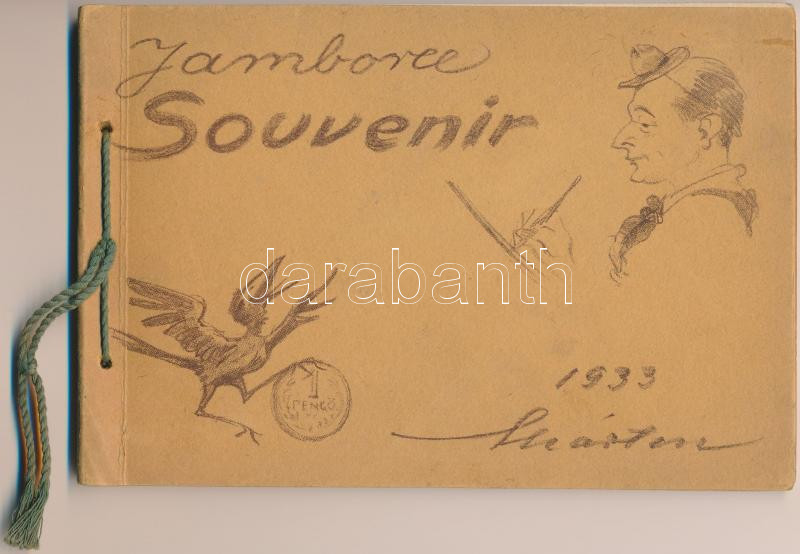 Jamboree
Souvenir
darabanth
1
PENGŐ
1933
Márton